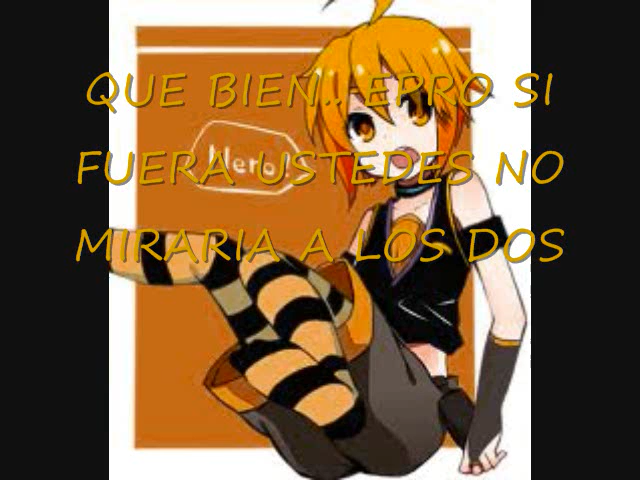 QUE BIEN.. EPRO SI
FUERA USTEDES NO
MIRARIA A LOS DOS